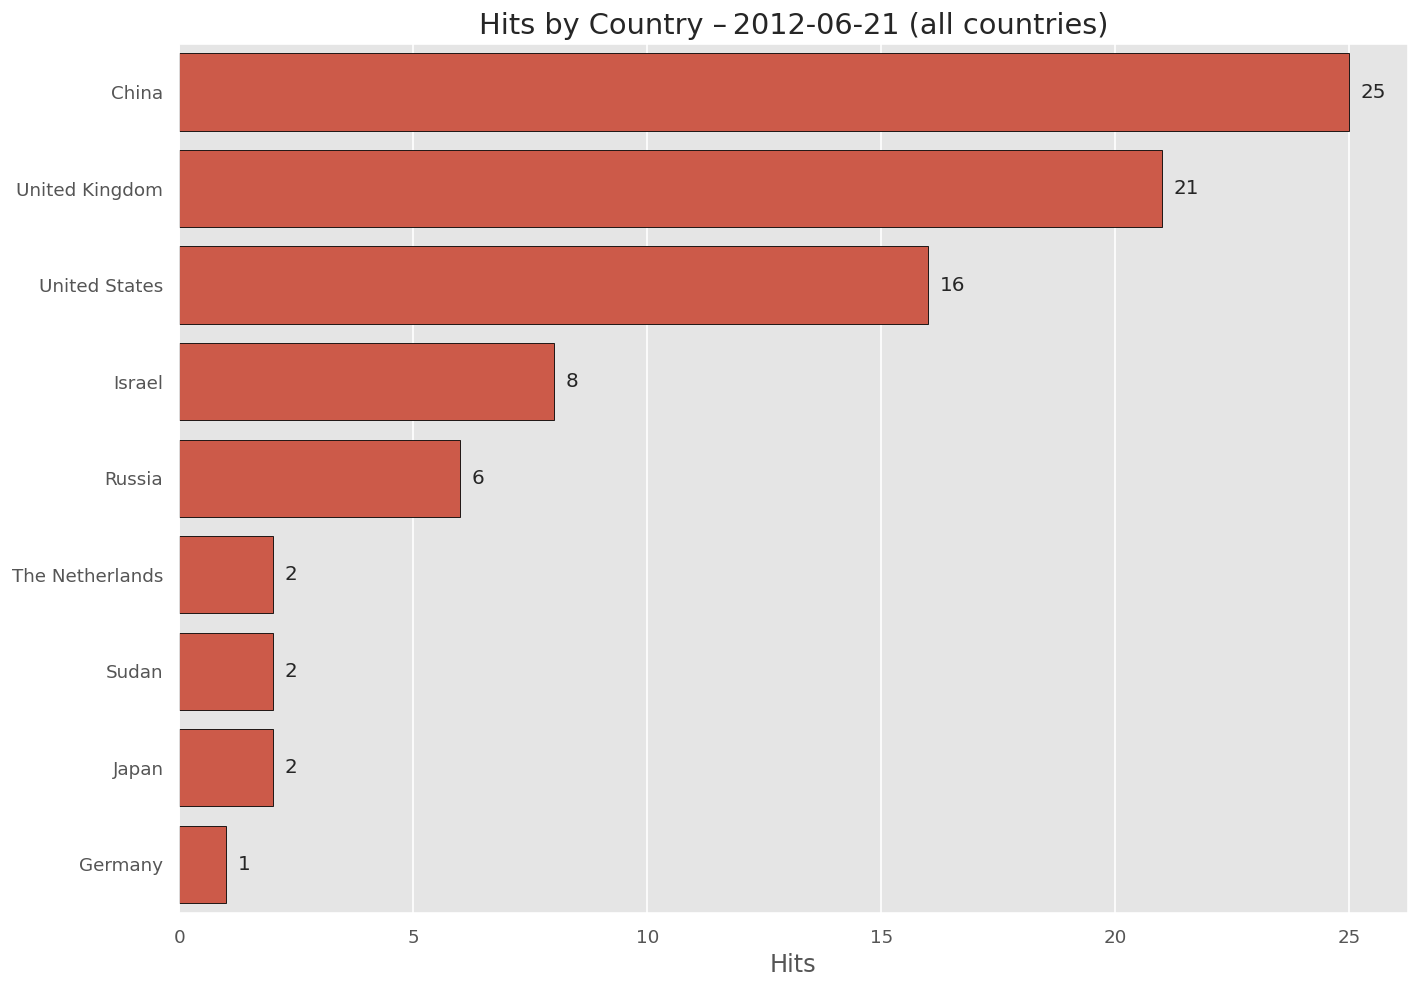 Hits by Country – 2012-06-21 (all countries)
China 25
United Kingdom 21
United States 16
Israel 8
Russia 6
The Netherlands 2
Sudan 2
Japan 2
Germany 1
0 5 10 15 20 25
Hits